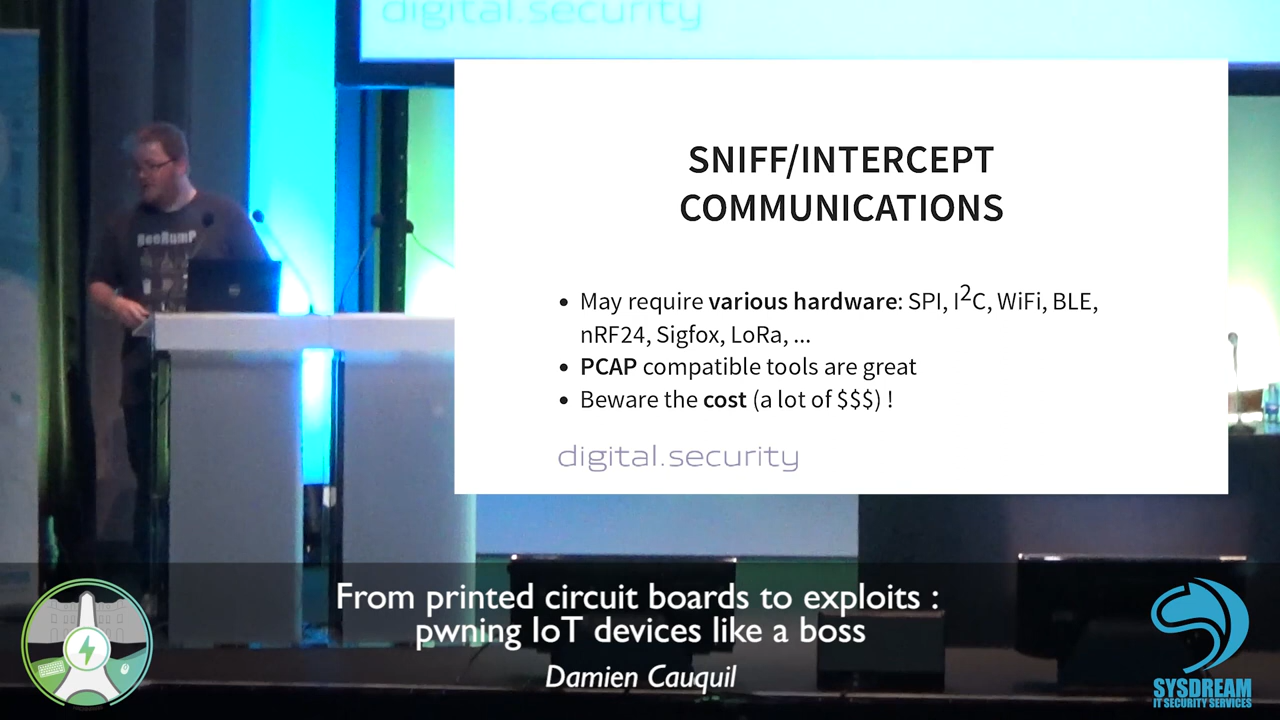 digital.security
SNIFF/INTERCEPT
COMMUNICATIONS
May require various hardware: SPI, I²C, WiFi, BLE,
nRF24, Sigfox, LoRa, ...
PCAP compatible tools are great
Beware the cost (a lot of $$$) !
digital.security
BeeRumP
From printed circuit boards to exploits :
pwning IoT devices like a boss
Damien Cauquil
SYSDREAM
IT SECURITY SERVICES